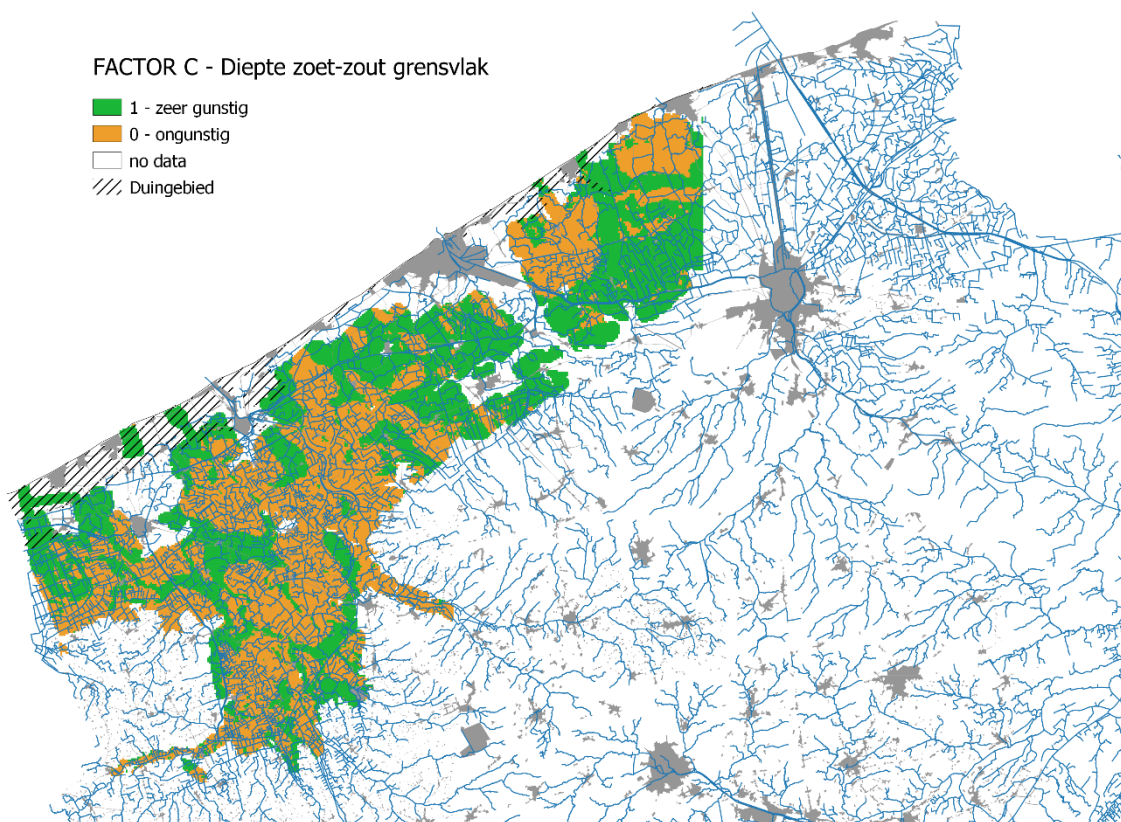 FACTOR C - Diepte zoet-zout grensvlak
1 - zeer gunstig
0 - ongunstig
no data
Duingebied